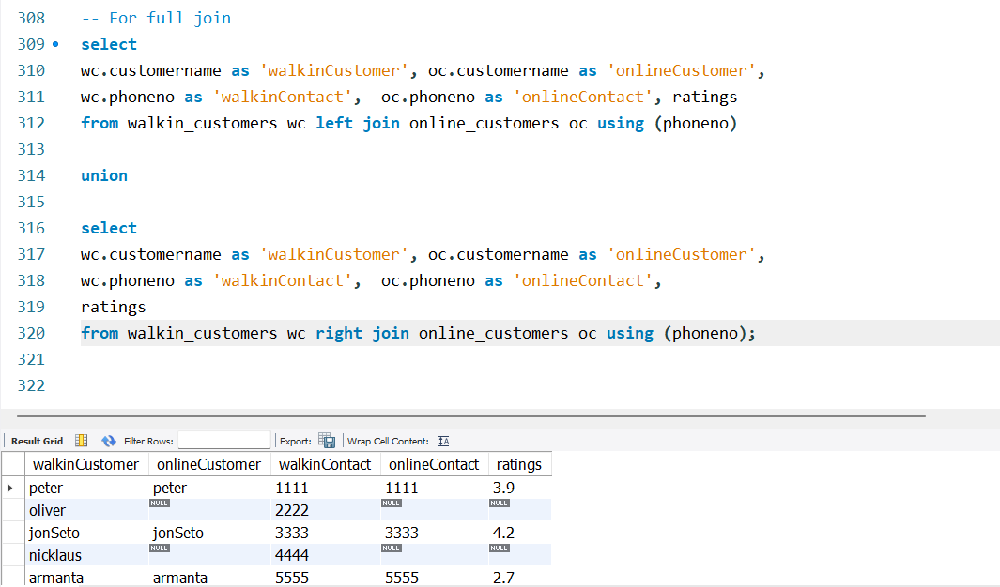 308 -- For full join
309 select
310 wc.customername as 'walkinCustomer', oc.customername as 'onlineCustomer',
311 wc.phoneno as 'walkinContact',  oc.phoneno as 'onlineContact', ratings
312 from walkin_customers wc left join online_customers oc using (phoneno)
313
314 union
315
316 select
317 wc.customername as 'walkinCustomer', oc.customername as 'onlineCustomer',
318 wc.phoneno as 'walkinContact',  oc.phoneno as 'onlineContact',
319 ratings
320 from walkin_customers wc right join online_customers oc using (phoneno);
321
322
Result Grid Filter Rows: Export: Wrap Cell Content: IA
walkinCustomer onlineCustomer walkinContact onlineContact ratings
peter peter 1111 1111 3.9
oliver NULL 2222 NULL NULL
jonSeto jonSeto 3333 3333 4.2
nicklaus NULL 4444 NULL NULL
armanta armanta 5555 5555 2.7